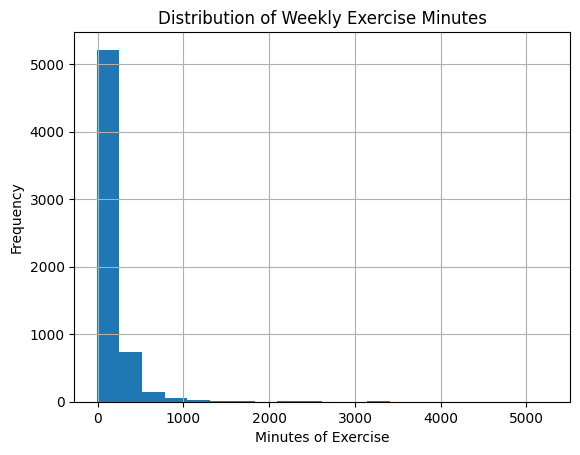 Distribution of Weekly Exercise Minutes
Frequency
5000
4000
3000
2000
1000
0
0 1000 2000 3000 4000 5000
Minutes of Exercise